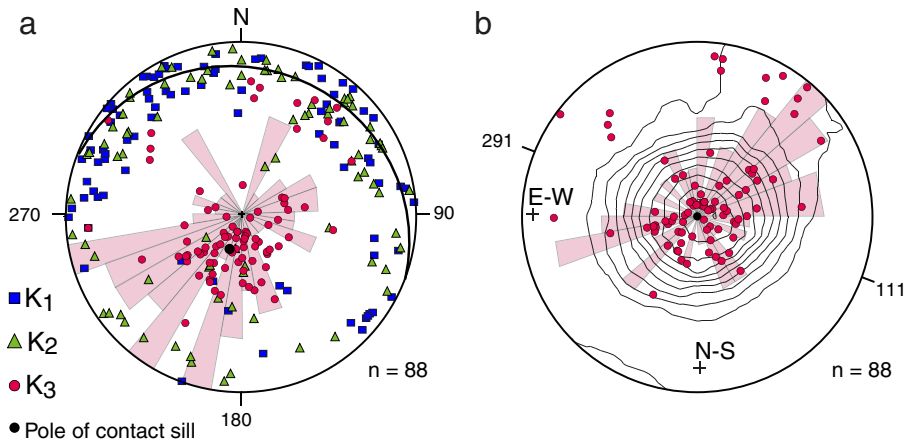 a
N
270
90
180
K1
K2
K3
Pole of contact sill
n = 88
b
291
E-W
111
N-S
n = 88